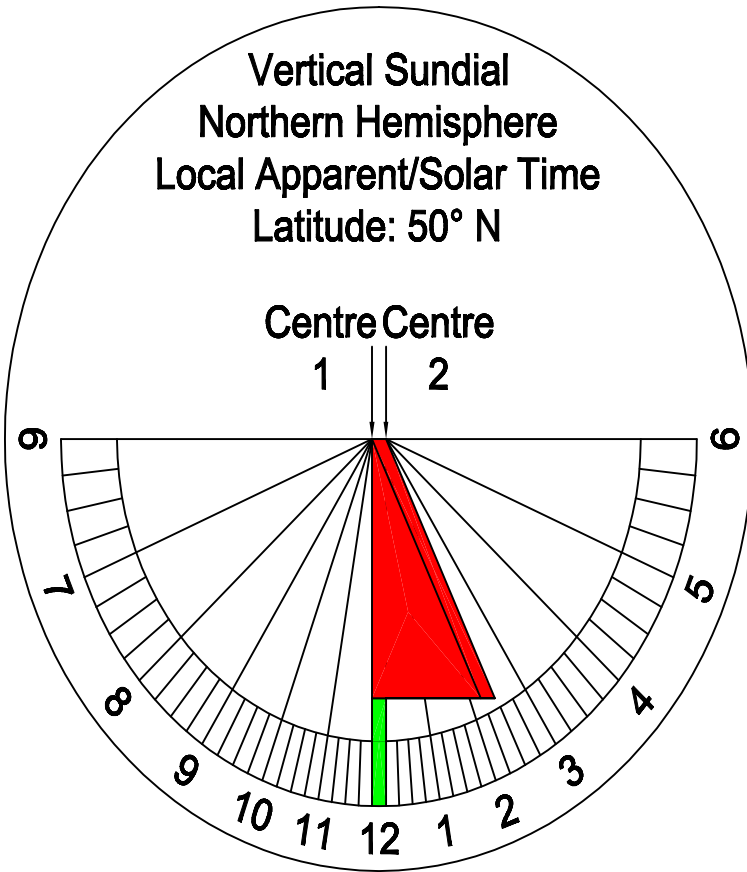 Vertical Sundial
Northern Hemisphere
Local Apparent/Solar Time
Latitude: 50° N
Centre Centre
1 2
6 6
7 5
8 4
9 3
10 2
11 1
12